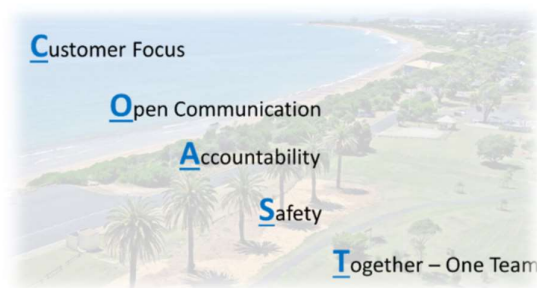 Customer Focus
Open Communication
Accountability
Safety
Together – One Team